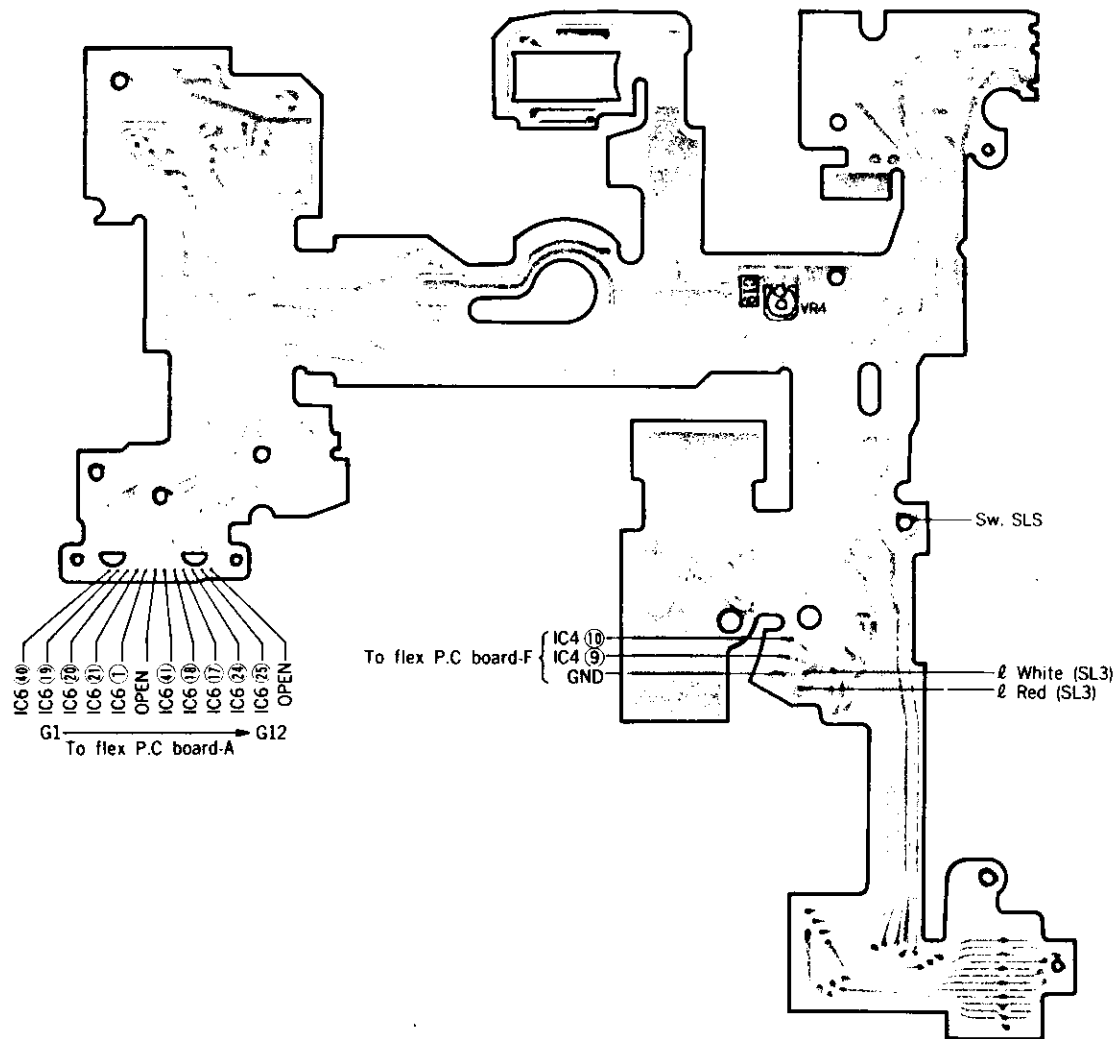 VR4
Sw. SLS
To flex P.C board-F
IC4 ⑩
IC4 ⑨
GND
ℓ White (SL3)
ℓ Red (SL3)
IC6 ㊵
IC6 ⑲
IC6 ⑳
IC6 ㉑
IC6 ①
OPEN
IC6 ㊶
IC6 ⑱
IC6 ⑰
IC6 ㉔
IC6 ㉕
OPEN
G1 G12
To flex P.C board-A